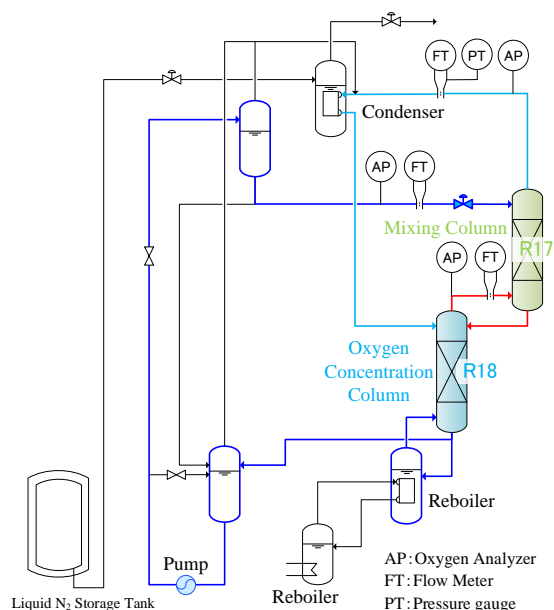 FT
PT
AP
Condenser
AP
FT
Mixing Column
R17
AP
FT
Oxygen
Concentration
Column
R18
Reboiler
Pump
Reboiler
Liquid N₂ Storage Tank
AP:Oxygen Analyzer
FT:Flow Meter
PT:Pressure gauge